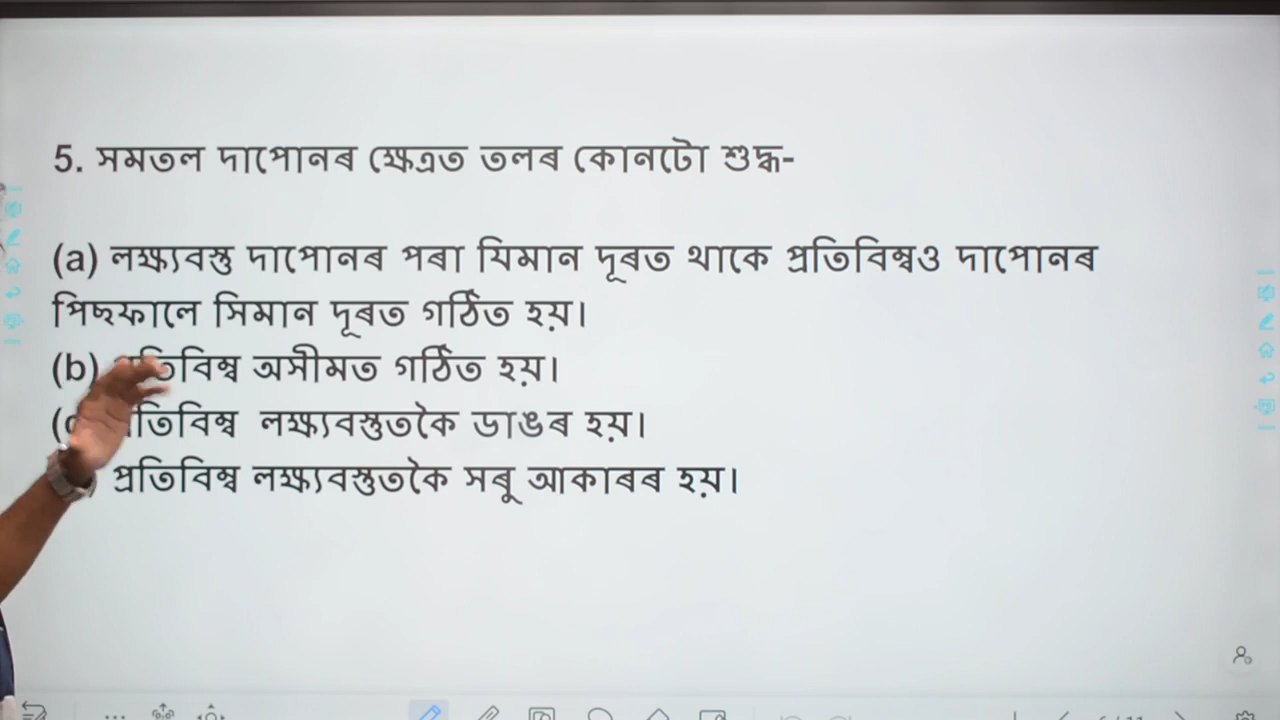 5. সমতল দাপোনৰ ক্ষেত্ৰত তলৰ কোনটো শুদ্ধ-
(a) লক্ষ্যবস্তু দাপোনৰ পৰা যিমান দূৰত থাকে প্ৰতিবিম্বও দাপোনৰ
পিছফালে সিমান দূৰত গঠিত হয়।
(b) অসীমত গঠিত হয়।
লক্ষ্যবস্তুতকৈ ডাঙৰ হয়।
প্ৰতিবিম্ব লক্ষ্যবস্তুতকৈ সৰু আকাৰৰ হয়।